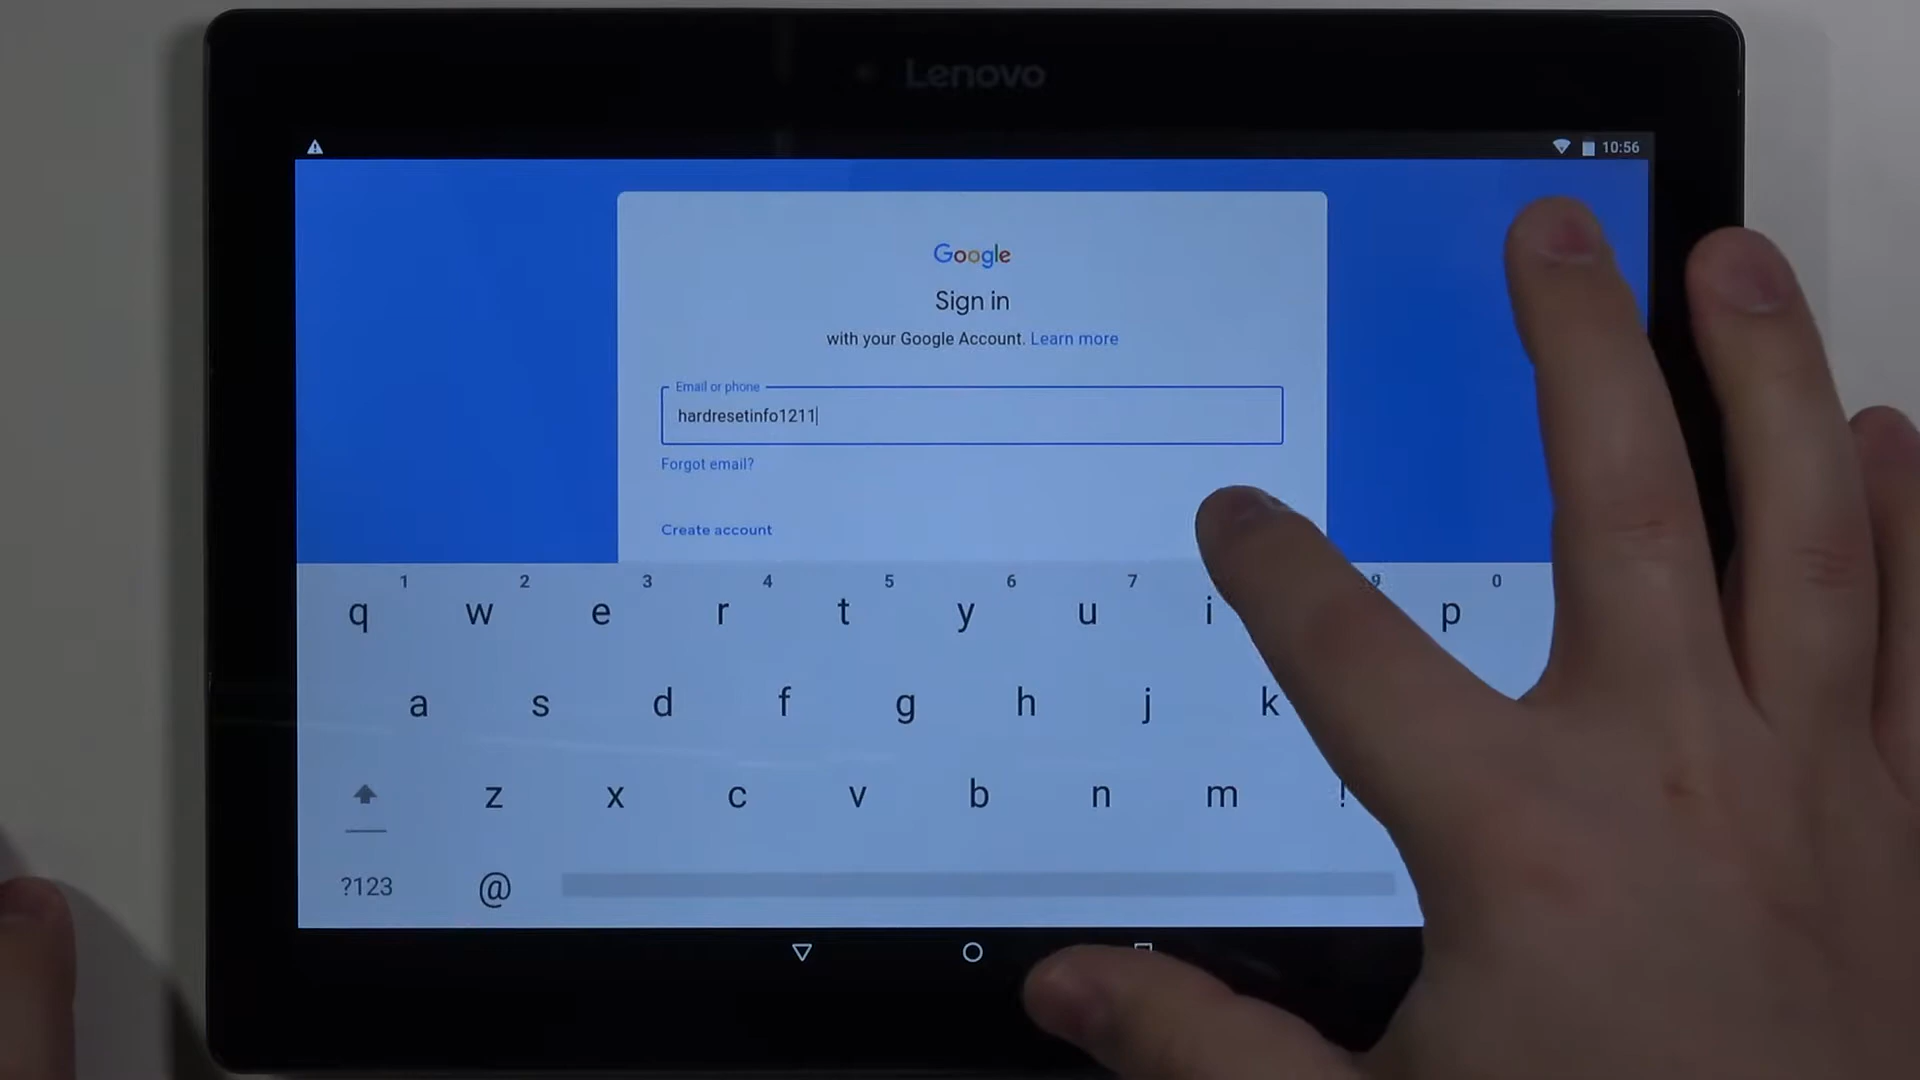 Lenovo
10:56
Google
Sign in
with your Google Account. Learn more
Email or phone
hardresetinfo1211
Forgot email?
Create account
1 2 3 4 5 6 7 9 0
q w e r t y u i p
a s d f g h j k
z x c v b n m !
?123 @